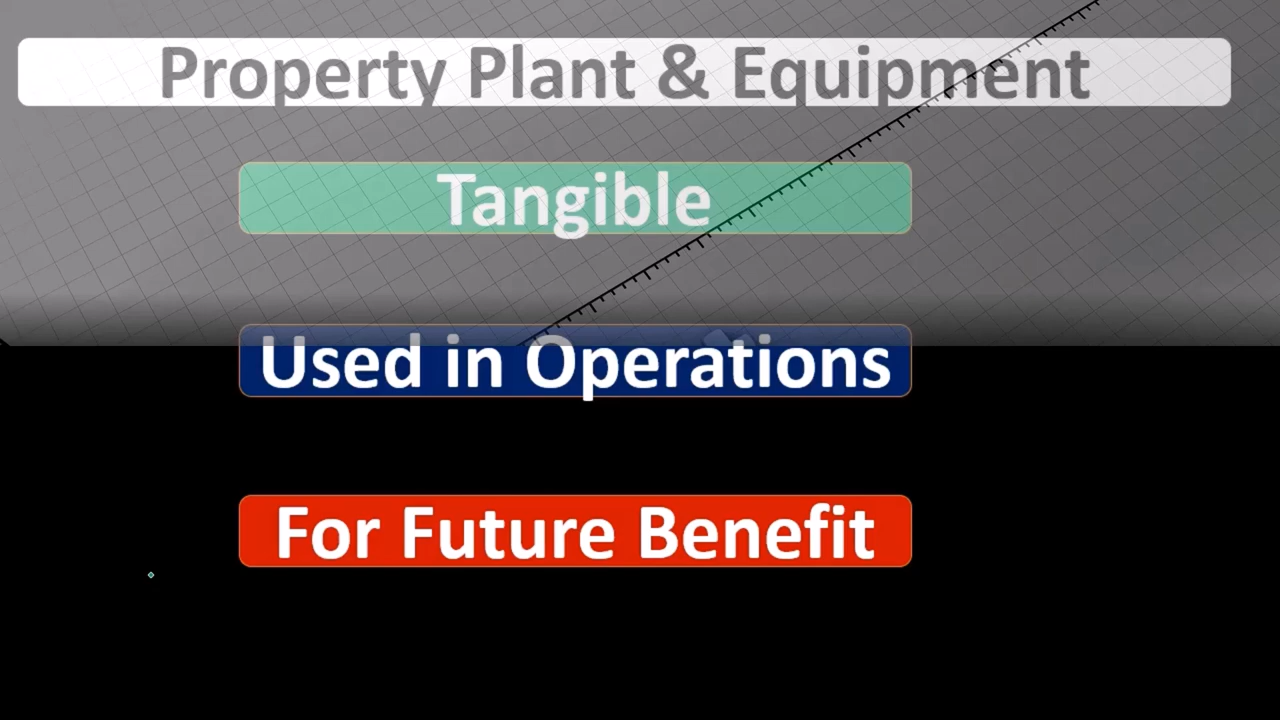 Property Plant & Equipment
Tangible
Used in Operations
For Future Benefit